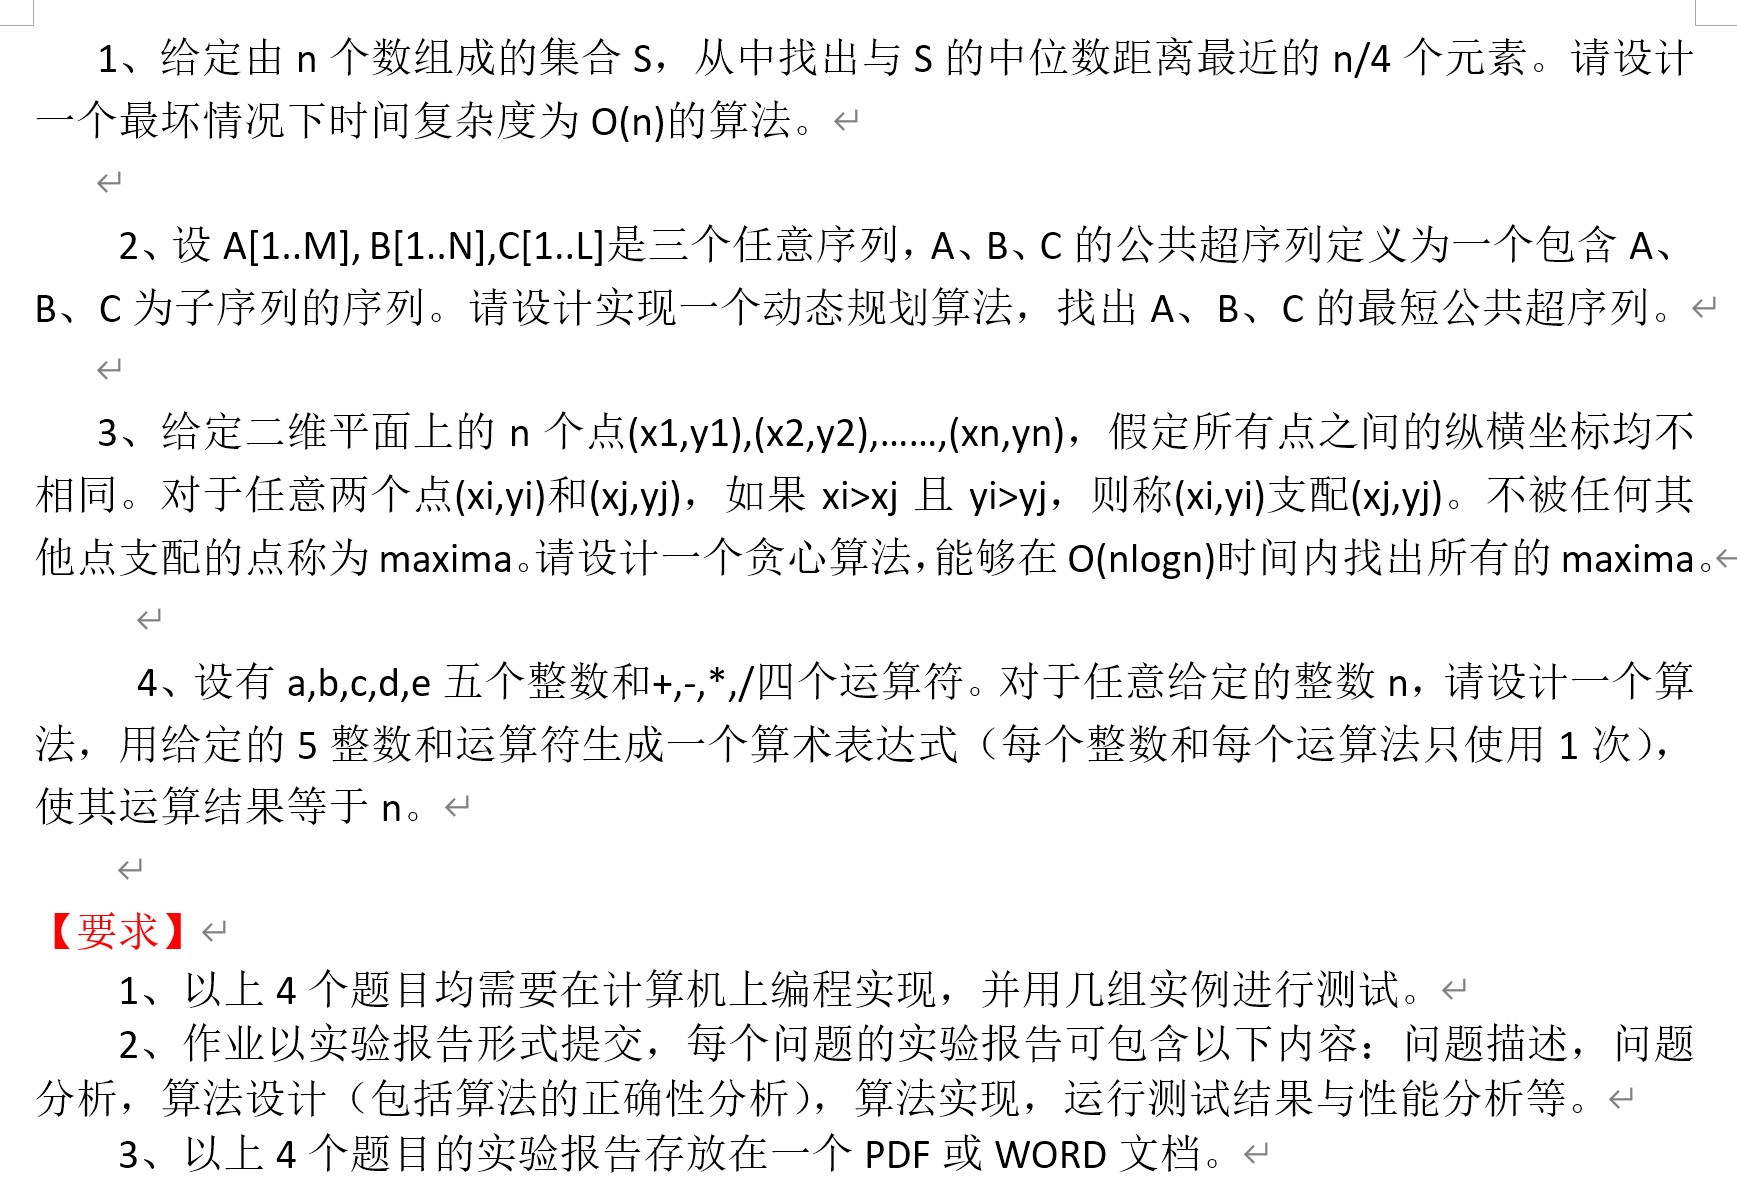 1、给定由 n 个数组成的集合 S，从中找出与 S 的中位数距离最近的 n/4 个元素。请设计
一个最坏情况下时间复杂度为 O(n)的算法。
2、设 A[1..M], B[1..N],C[1..L]是三个任意序列，A、B、C 的公共超序列定义为一个包含 A、
B、C 为子序列的序列。请设计实现一个动态规划算法，找出 A、B、C 的最短公共超序列。
3、给定二维平面上的 n 个点(x1,y1),(x2,y2),……,(xn,yn)，假定所有点之间的纵横坐标均不
相同。对于任意两个点(xi,yi)和(xj,yj)，如果 xi>xj 且 yi>yj，则称(xi,yi)支配(xj,yj)。不被任何其
他点支配的点称为 maxima。请设计一个贪心算法，能够在 O(nlogn)时间内找出所有的 maxima。
4、设有 a,b,c,d,e 五个整数和+,-,*,/四个运算符。对于任意给定的整数 n，请设计一个算
法，用给定的 5 整数和运算符生成一个算术表达式（每个整数和每个运算法只使用 1 次），
使其运算结果等于 n。
【要求】
1、以上 4 个题目均需要在计算机上编程实现，并用几组实例进行测试。
2、作业以实验报告形式提交，每个问题的实验报告可包含以下内容：问题描述，问题
分析，算法设计（包括算法的正确性分析），算法实现，运行测试结果与性能分析等。
3、以上 4 个题目的实验报告存放在一个 PDF 或 WORD 文档。